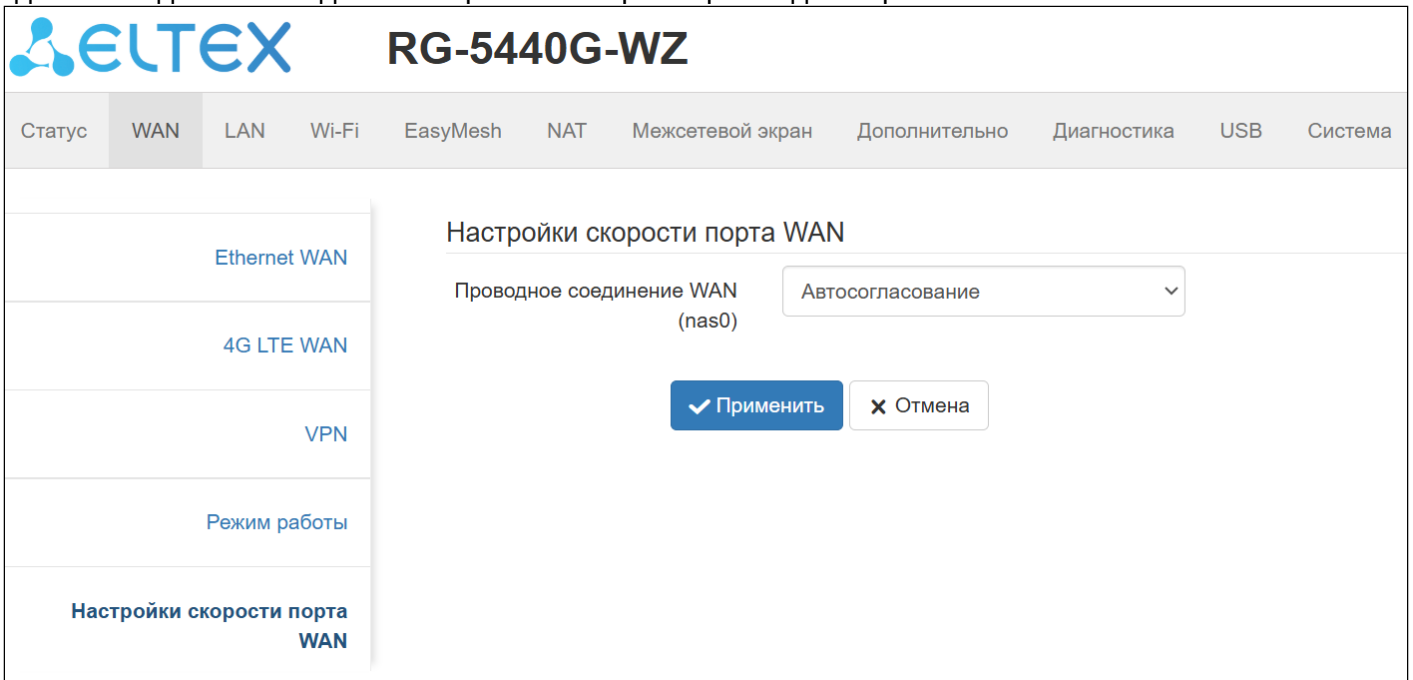 ELTEX RG-5440G-WZ
Статус WAN LAN Wi-Fi EasyMesh NAT Межсетевой экран Дополнительно Диагностика USB Система
Ethernet WAN
4G LTE WAN
VPN
Режим работы
Настройки скорости порта
WAN
Настройки скорости порта WAN
Проводное соединение WAN
(nas0)
Автосогласование
Применить Отмена